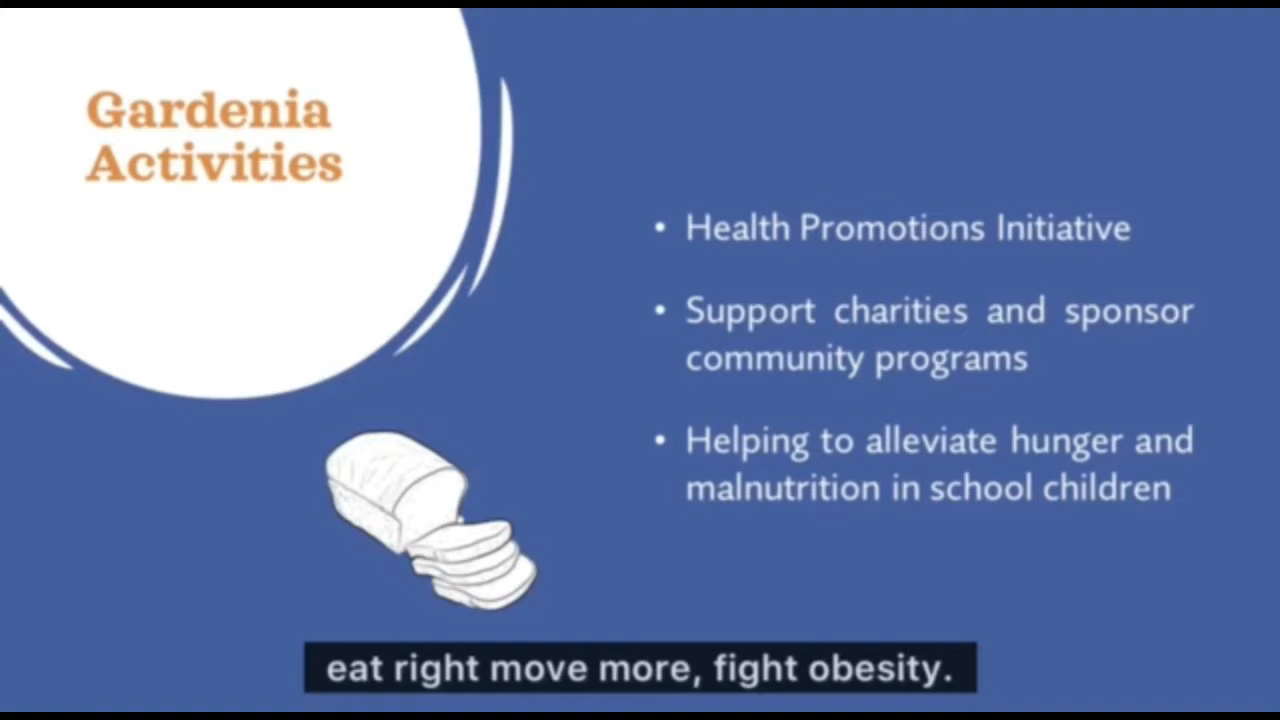 Gardenia
Activities
• Health Promotions Initiative
• Support charities and sponsor
community programs
• Helping to alleviate hunger and
malnutrition in school children
eat right move more, fight obesity.